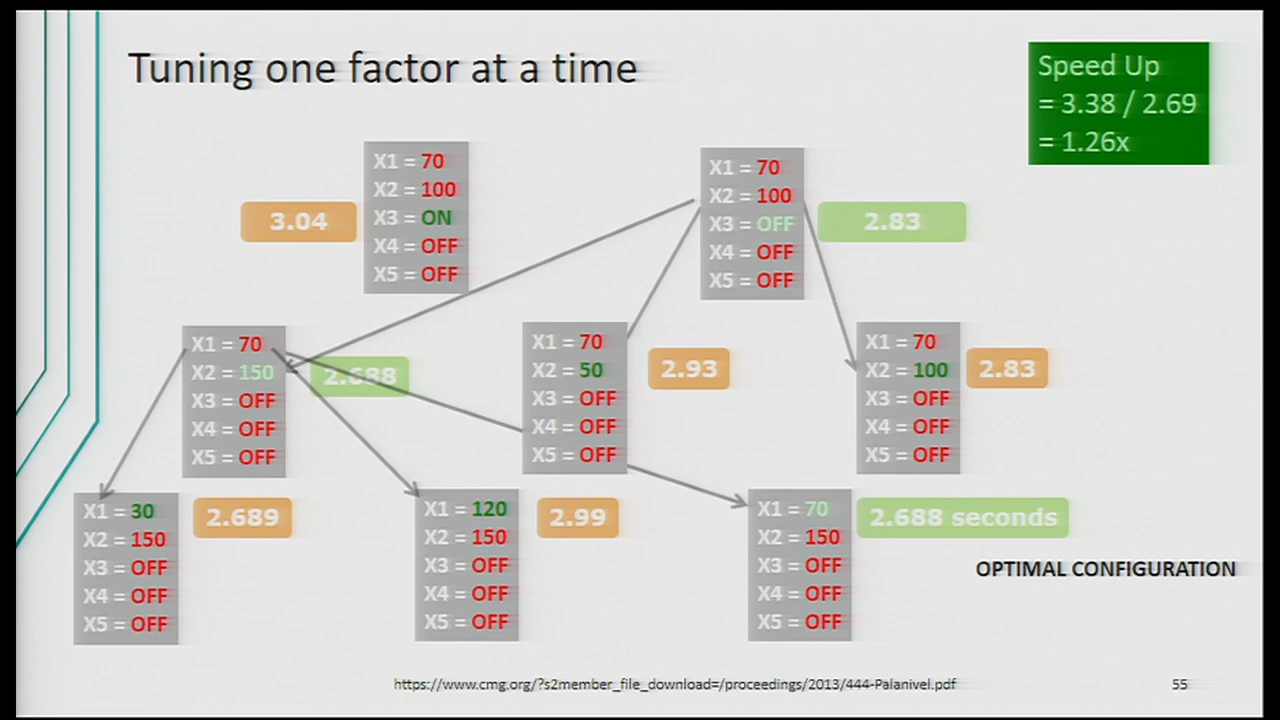 Tuning one factor at a time
Speed Up
= 3.38 / 2.69
= 1.26x
X1 = 70
X2 = 100
X3 = ON
X4 = OFF
X5 = OFF
3.04
X1 = 70
X2 = 100
X3 = OFF
X4 = OFF
X5 = OFF
2.83
X1 = 70
X2 = 150
X3 = OFF
X4 = OFF
X5 = OFF
2.688
X1 = 70
X2 = 50
X3 = OFF
X4 = OFF
X5 = OFF
2.93
X1 = 70
X2 = 100
X3 = OFF
X4 = OFF
X5 = OFF
2.83
X1 = 30
X2 = 150
X3 = OFF
X4 = OFF
X5 = OFF
2.689
X1 = 120
X2 = 150
X3 = OFF
X4 = OFF
X5 = OFF
2.99
X1 = 70
X2 = 150
X3 = OFF
X4 = OFF
X5 = OFF
2.688 seconds
OPTIMAL CONFIGURATION
https://www.cmg.org/?s2member_file_download=/proceedings/2013/444-Palanivel.pdf
55